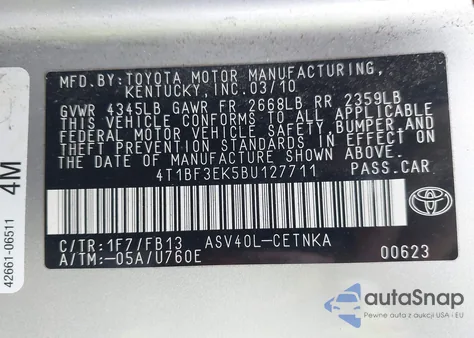 MFD.BY: TOYOTA MOTOR MANUFACTURING,
KENTUCKY, INC. 03/10
GVWR 4345LB GAWR FR 2668LB RR 2359LB
THIS VEHICLE CONFORMS TO ALL APPLICABLE
FEDERAL MOTOR VEHICLE SAFETY, BUMPER, AND
THEFT PREVENTION STANDARDS IN EFFECT ON
THE DATE OF MANUFACTURE SHOWN ABOVE.
4T1BF3EK5BU127711 PASS.CAR
TOYOTA
C/TR: 1F7/FB13 ASV40L-CETNKA
A/TM: -05A/U760E 00623
42661-06511
4M
autoSnap
Pewne auta z aukcji USA i EU